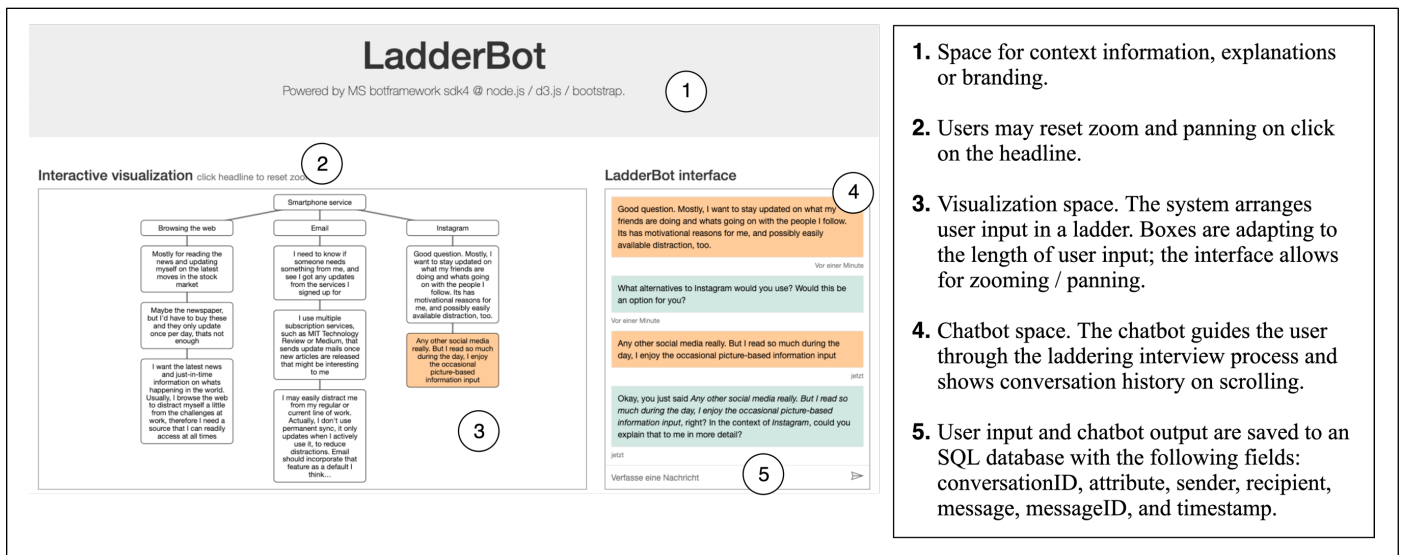 LadderBot
Powered by MS botframework sdk4 @ node.js / d3.js / bootstrap.
1
2
Interactive visualization click headline to reset zoo
3
Smartphone service
Browsing the web
Mostly for reading the
news and updating
myself on the latest
moves in the stock
market
Maybe the newspaper,
but I'd have to buy these
and they only update
once per day, thats not
enough
I want the latest news
and just-in-time
information on whats
happening in the world.
Usually, I browse the web
to distract myself a little
from the challenges at
work, therefore I need a
source that I can readily
access at all times
Email
I need to know if
someone needs
something from me, and
see I got any updates
from the services I
signed up for
I use multiple
subscription services,
such as MIT Technology
Review or Medium, that
sends update mails once
new articles are released
that might be interesting
to me
I may easily distract me
from my regular or
current line of work.
Actually, I don't use
permanent sync, it only
updates when I actively
use it, to reduce
distractions. Email
should incorporate that
feature as a default I
think...
Instagram
Good question. Mostly, I
want to stay updated on
what my friends are
doing and whats going
on with the people I
follow. Its has
motivational reasons for
me, and possibly easily
available distraction, too.
Any other social media
really. But I read so much
during the day, I enjoy
the occasional
picture-based
information input
LadderBot interface
4
Good question. Mostly, I want to stay updated on what my
friends are doing and whats going on with the people I follow.
Its has motivational reasons for me, and possibly easily
available distraction, too.
Vor einer Minute
What alternatives to Instagram would you use? Would this be
an option for you?
Vor einer Minute
Any other social media really. But I read so much during the
day, I enjoy the occasional picture-based information input
jetzt
Okay, you just said Any other social media really. But I read so
much during the day, I enjoy the occasional picture-based
information input, right? In the context of Instagram, could you
explain that to me in more detail?
jetzt
Verfasse eine Nachricht
5
1. Space for context information, explanations
or branding.
2. Users may reset zoom and panning on click
on the headline.
3. Visualization space. The system arranges
user input in a ladder. Boxes are adapting to
the length of user input; the interface allows
for zooming / panning.
4. Chatbot space. The chatbot guides the user
through the laddering interview process and
shows conversation history on scrolling.
5. User input and chatbot output are saved to an
SQL database with the following fields:
conversationID, attribute, sender, recipient,
message, messageID, and timestamp.